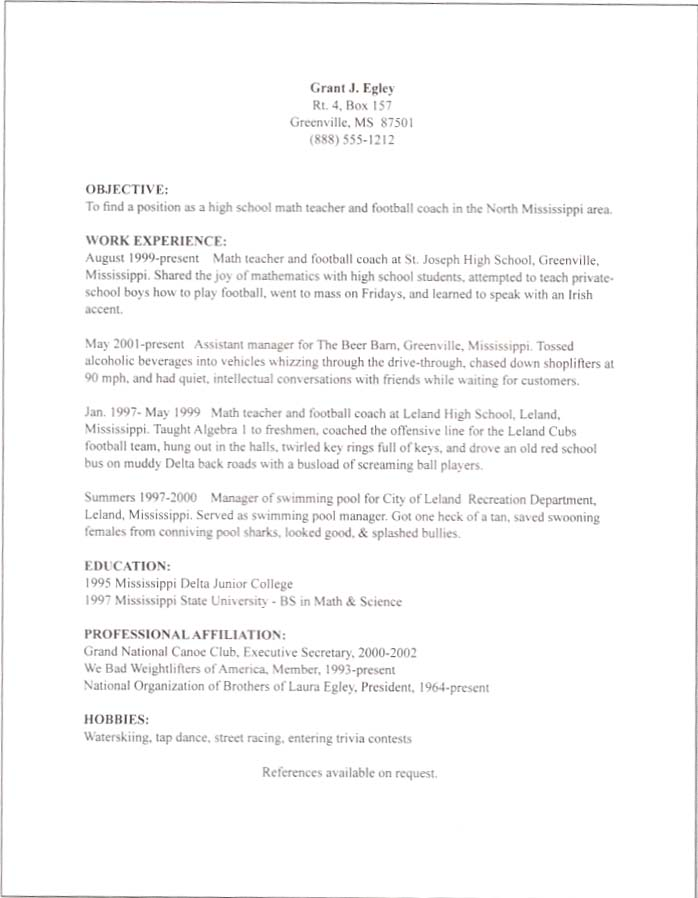 Grant J. Egley
Rt. 4, Box 157
Greenville, MS 87501
(888) 555-1212
OBJECTIVE:
To find a position as a high school math teacher and football coach in the North Mississippi area.
WORK EXPERIENCE:
August 1999-present Math teacher and football coach at St. Joseph High School, Greenville,
Mississippi. Shared the joy of mathematics with high school students, attempted to teach private-
school boys how to play football, went to mass on Fridays, and learned to speak with an Irish
accent.
May 2001-present Assistant manager for The Beer Barn, Greenville, Mississippi. Tossed
alcoholic beverages into vehicles whizzing through the drive-through, chased down shoplifters at
90 mph, and had quiet, intellectual conversations with friends while waiting for customers.
Jan. 1997- May 1999 Math teacher and football coach at Leland High School, Leland,
Mississippi. Taught Algebra 1 to freshmen, coached the offensive line for the Leland Cubs
football team, hung out in the halls, twirled key rings full of keys, and drove an old red school
bus on muddy Delta back roads with a busload of screaming ball players.
Summers 1997-2000 Manager of swimming pool for City of Leland Recreation Department,
Leland, Mississippi. Served as swimming pool manager. Got one heck of a tan, saved swooning
females from conniving pool sharks, looked good, & splashed bullies.
EDUCATION:
1995 Mississippi Delta Junior College
1997 Mississippi State University - BS in Math & Science
PROFESSIONAL AFFILIATION:
Grand National Canoe Club, Executive Secretary, 2000-2002
We Bad Weightlifters of America, Member, 1993-present
National Organization of Brothers of Laura Egley, President, 1964-present
HOBBIES:
Waterskiing, tap dance, street racing, entering trivia contests
References available on request.